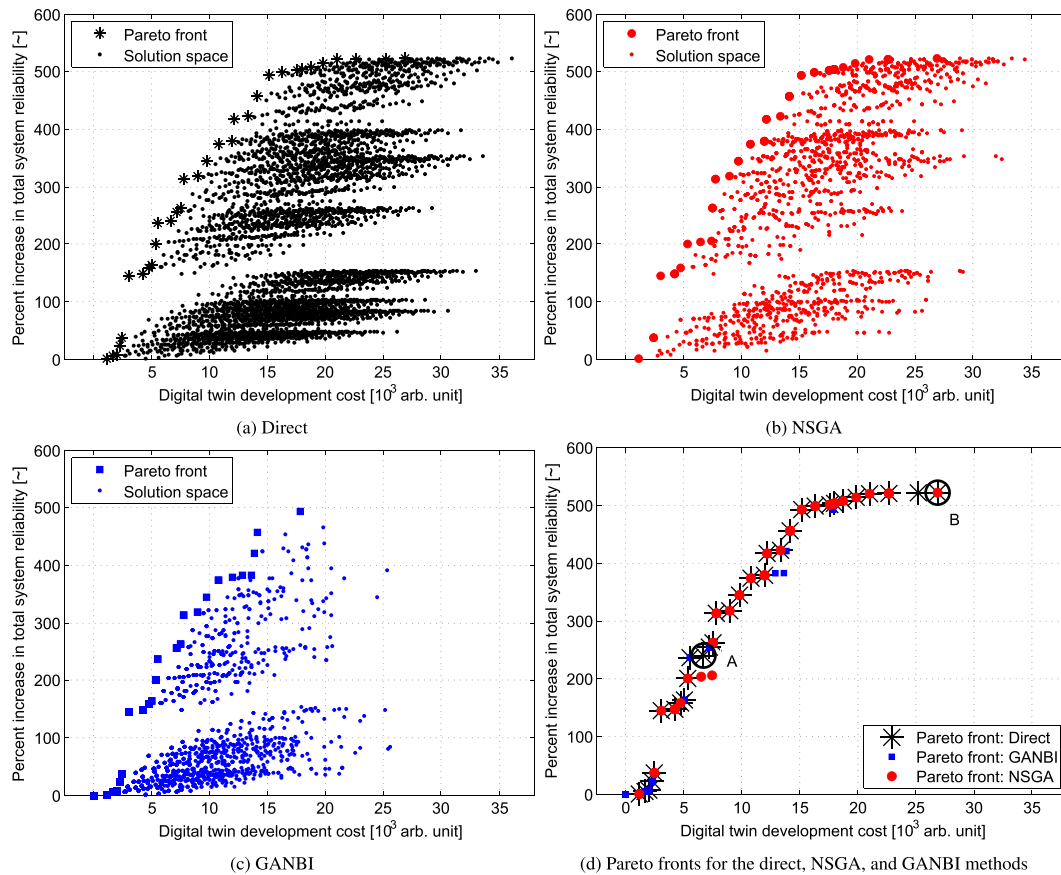 600
500
400
300
200
100
0
Percent increase in total system reliability [~]
Pareto front
Solution space
5 10 15 20 25 30 35
Digital twin development cost [10³ arb. unit]
(a) Direct
600
500
400
300
200
100
0
Percent increase in total system reliability [~]
Pareto front
Solution space
5 10 15 20 25 30 35
Digital twin development cost [10³ arb. unit]
(b) NSGA
600
500
400
300
200
100
0
Percent increase in total system reliability [~]
Pareto front
Solution space
5 10 15 20 25 30 35
Digital twin development cost [10³ arb. unit]
(c) GANBI
600
500
400
300
200
100
0
Percent increase in total system reliability [~]
B
A
Pareto front: Direct
Pareto front: GANBI
Pareto front: NSGA
5 10 15 20 25 30 35
Digital twin development cost [10³ arb. unit]
(d) Pareto fronts for the direct, NSGA, and GANBI methods